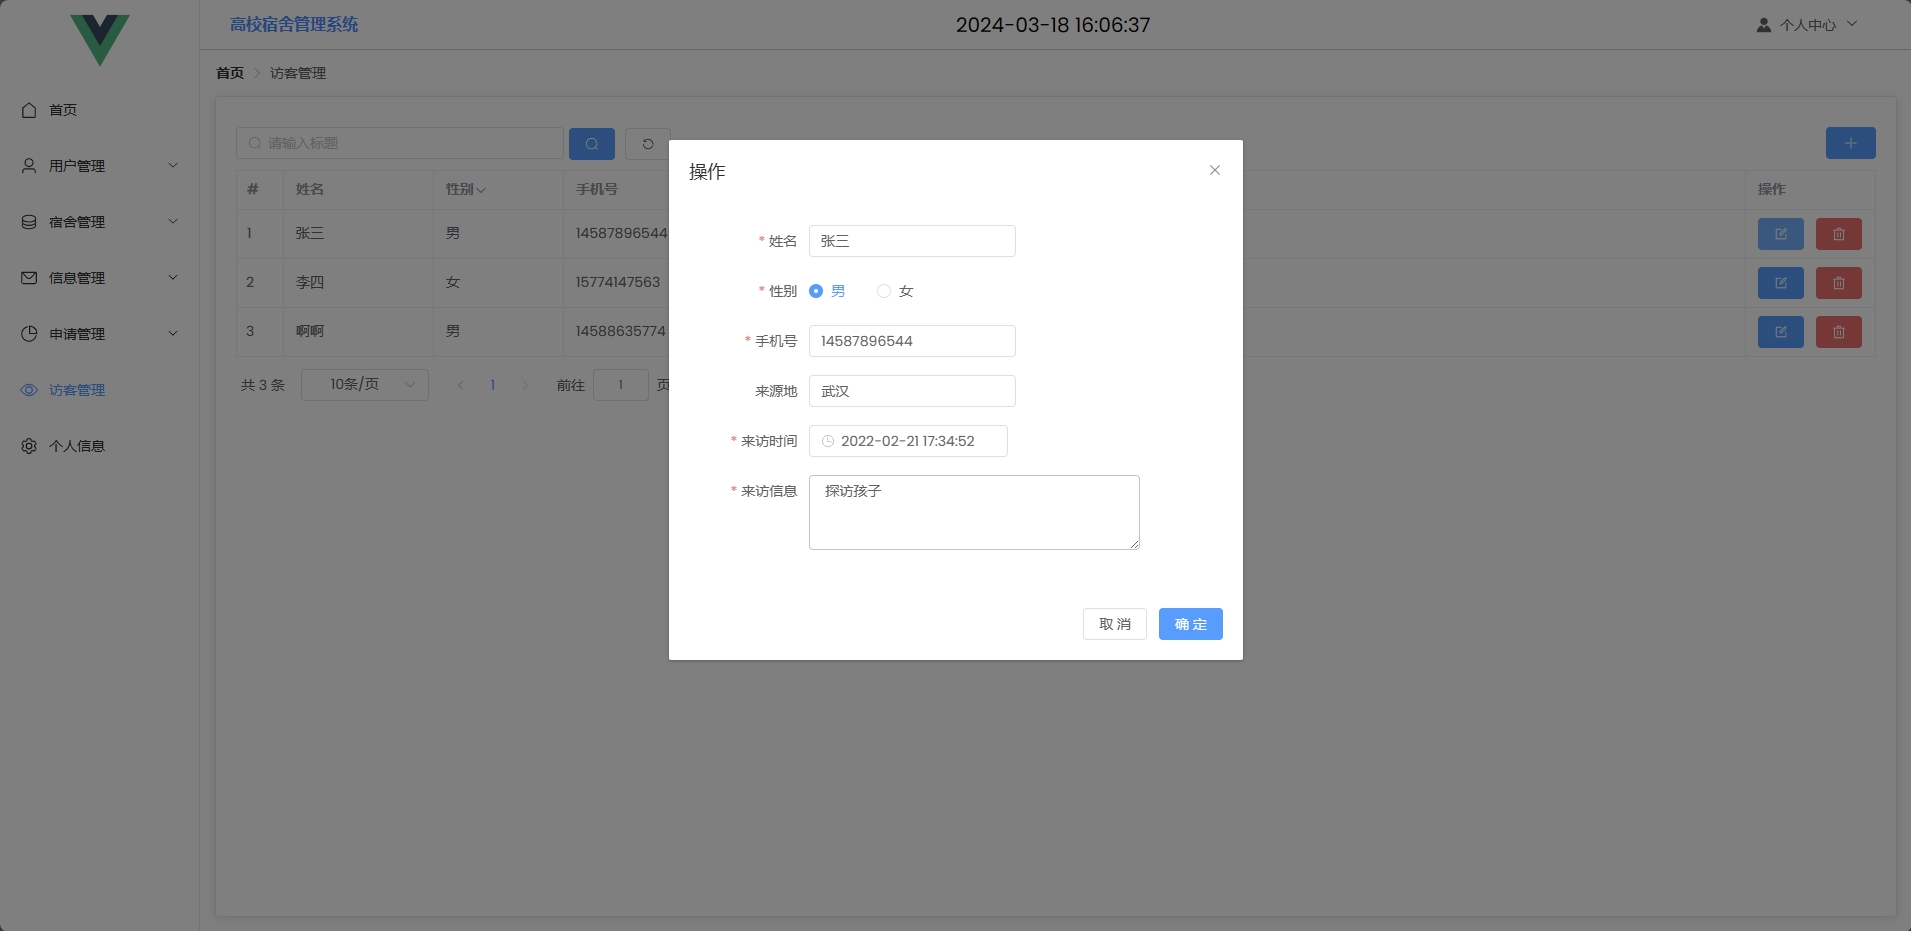 高校宿舍管理系统
2024-03-18 16:06:37
个人中心
首页
用户管理
宿舍管理
信息管理
申请管理
访客管理
个人信息
首页 > 访客管理
请输入标题
# 姓名 性别 手机号 操作
1 张三 男 14587896544
2 李四 女 15774147563
3 啊啊 男 14588635774
共 3 条 10条/页 1 前往 1 页
操作
* 姓名 张三
* 性别 男 女
* 手机号 14587896544
来源地 武汉
* 来访时间 2022-02-21 17:34:52
* 来访信息 探访孩子
取 消 确 定